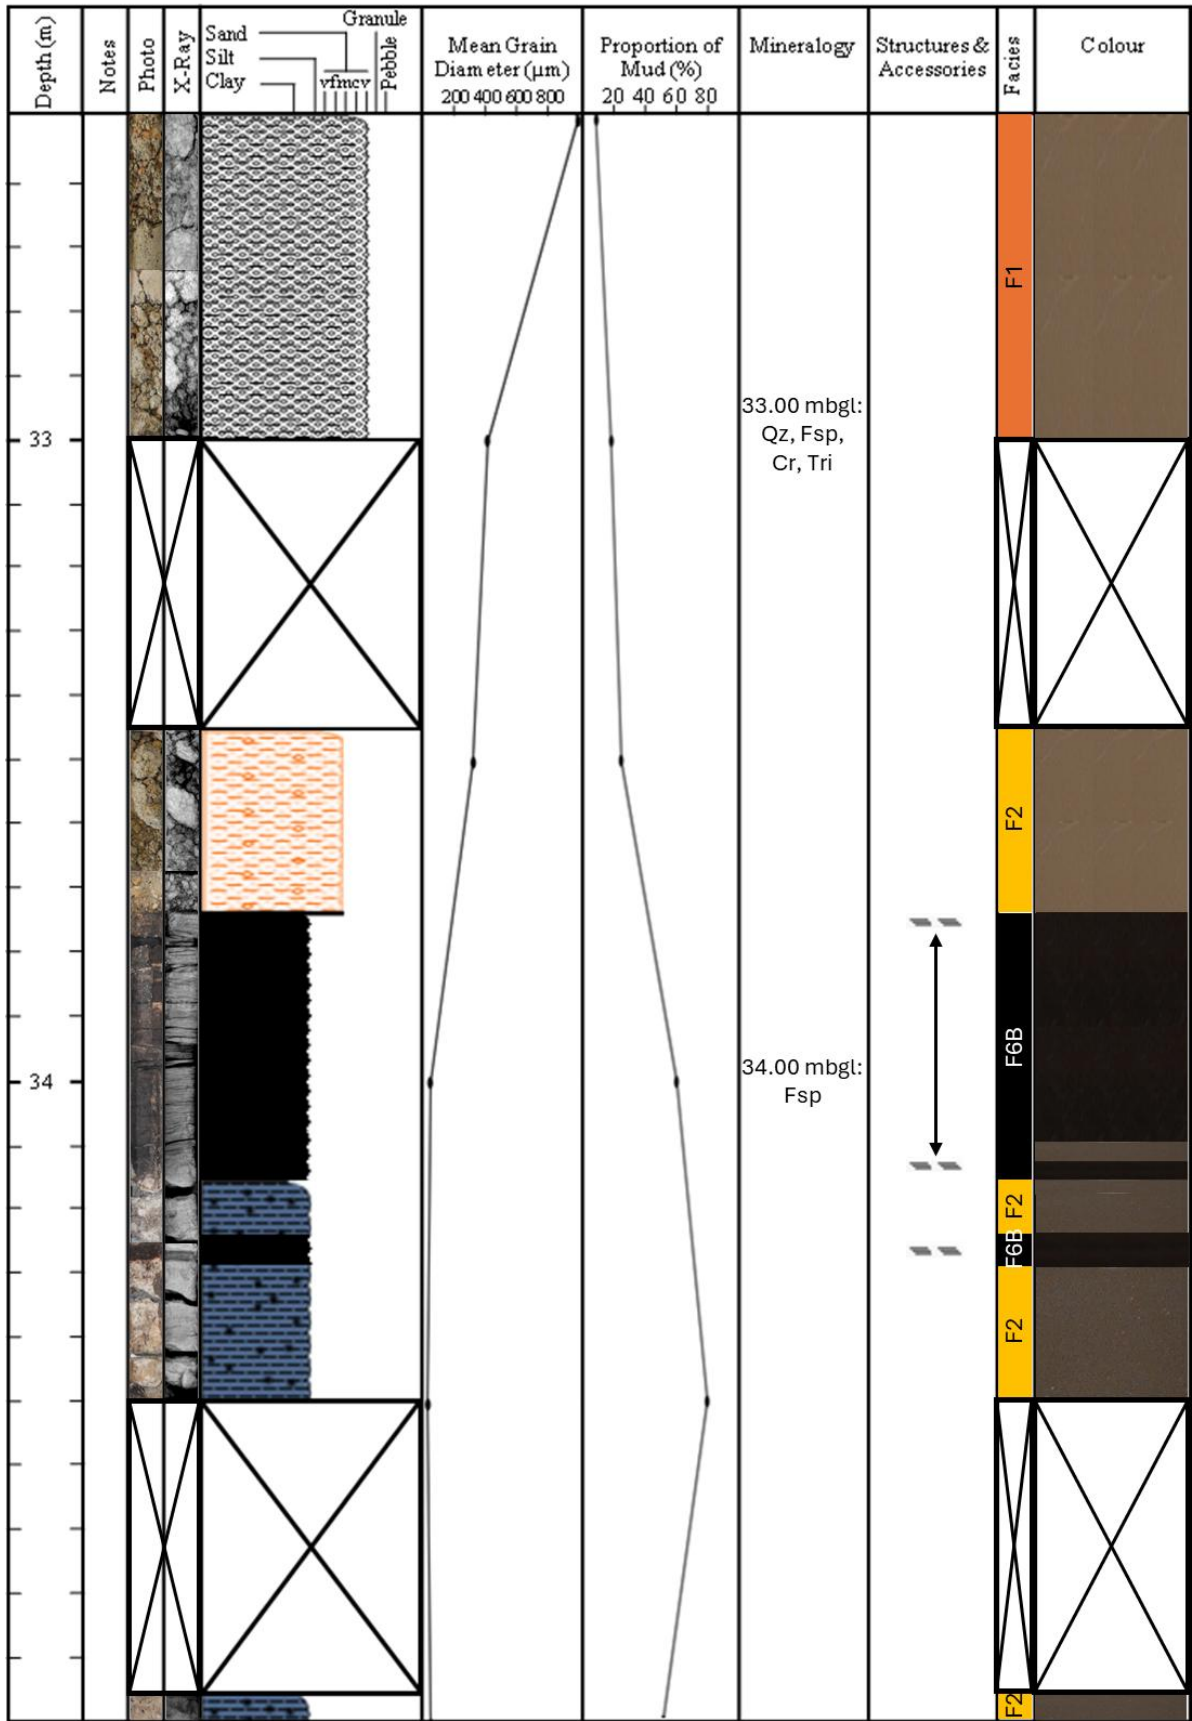 Depth (m)
Notes
Photo
X-Ray
Sand
Silt
Clay
vfmcv
Granule
Pebble
Mean Grain
Diameter (μm)
200 400 600 800
Proportion of
Mud (%)
20 40 60 80
Mineralogy
Structures &
Accessories
Facies
Colour
F1
33.00 mbgl:
Qz, Fsp,
Cr, Tri
33
F2
F6B
34.00 mbgl:
Fsp
34
F2
F6B
F2
F2